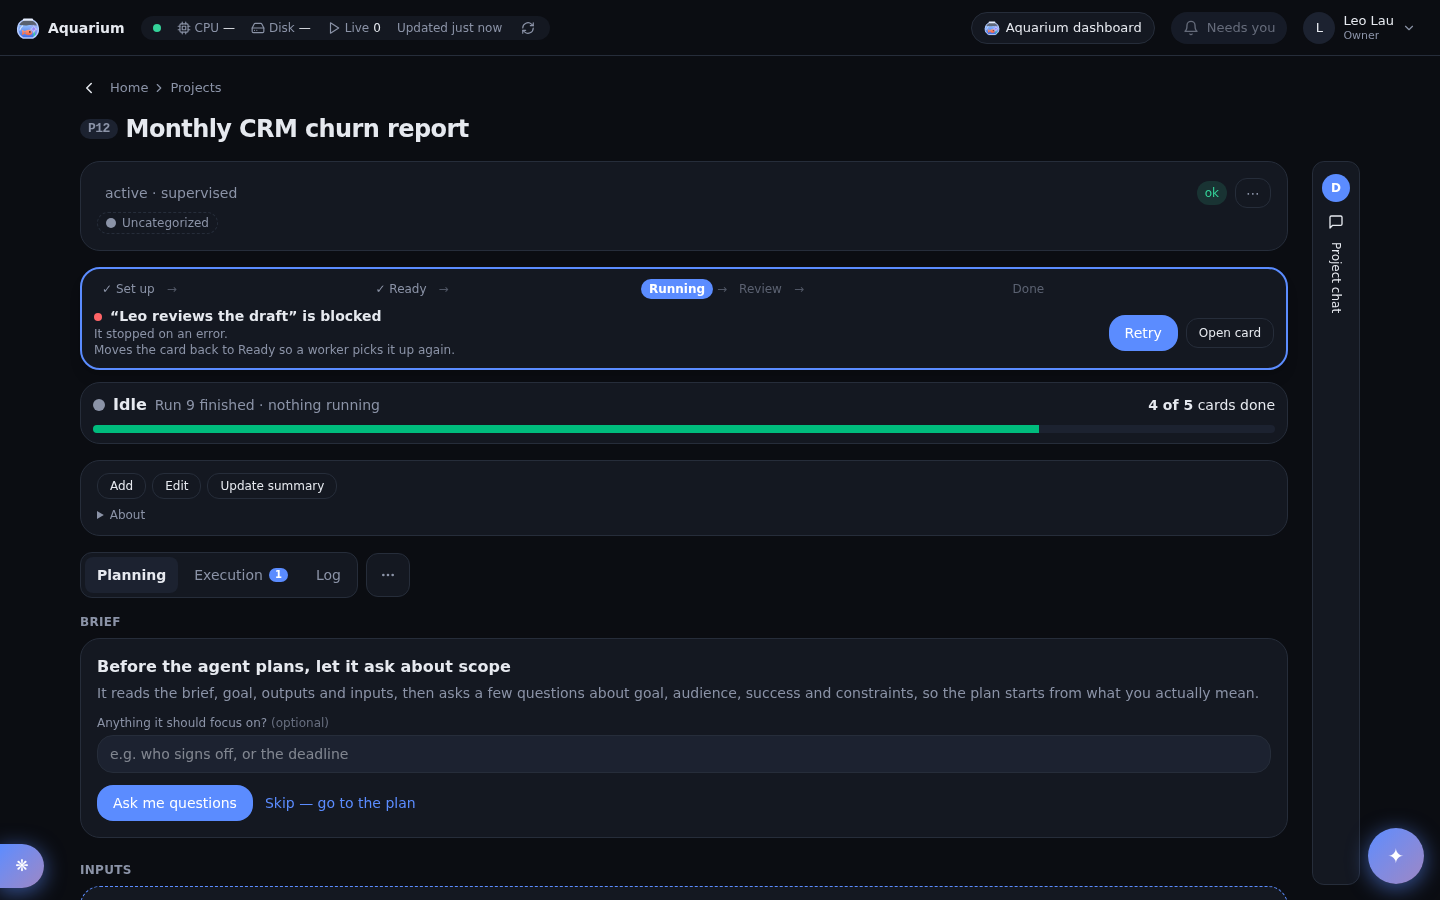 Aquarium
CPU —
Disk —
Live 0
Updated just now
Aquarium dashboard
Needs you
L
Leo Lau
Owner
Home
Projects
P12
Monthly CRM churn report
active · supervised
ok
···
Uncategorized
D
Project chat
✓ Set up →
✓ Ready →
Running →
Review →
Done
“Leo reviews the draft” is blocked
It stopped on an error.
Moves the card back to Ready so a worker picks it up again.
Retry
Open card
Idle Run 9 finished · nothing running
4 of 5 cards done
Add
Edit
Update summary
About
Planning
Execution 1
Log
···
BRIEF
Before the agent plans, let it ask about scope
It reads the brief, goal, outputs and inputs, then asks a few questions about goal, audience, success and constraints, so the plan starts from what you actually mean.
Anything it should focus on? (optional)
e.g. who signs off, or the deadline
Ask me questions
Skip — go to the plan
INPUTS